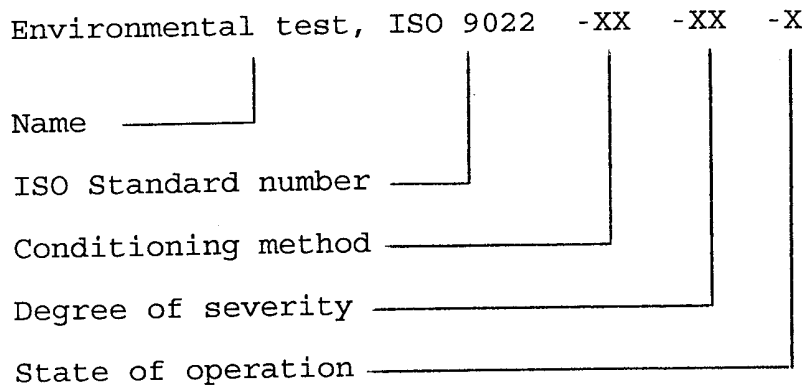 Environmental test, ISO 9022 -XX -XX -X
Name
ISO Standard number
Conditioning method
Degree of severity
State of operation